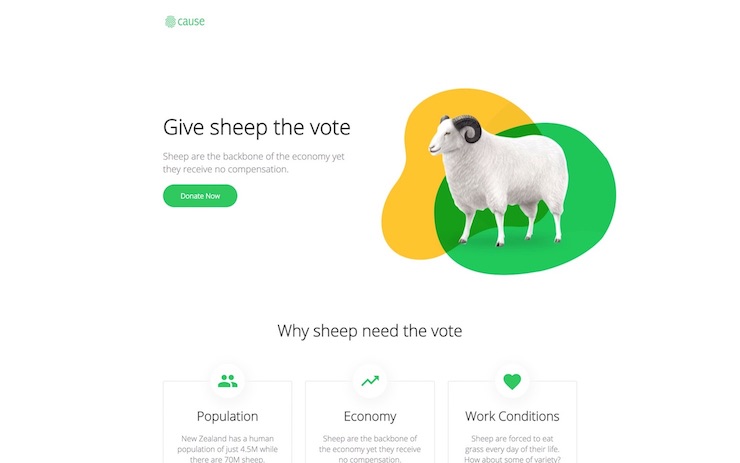 cause
Give sheep the vote
Sheep are the backbone of the economy yet
they receive no compensation.
Donate Now
Why sheep need the vote
Population
New Zealand has a human
population of just 4.5M while
there are 70M sheep.
Economy
Sheep are the backbone of
the economy yet they receive
no compensation.
Work Conditions
Sheep are forced to eat
grass every day of their life.
How about some of variety?